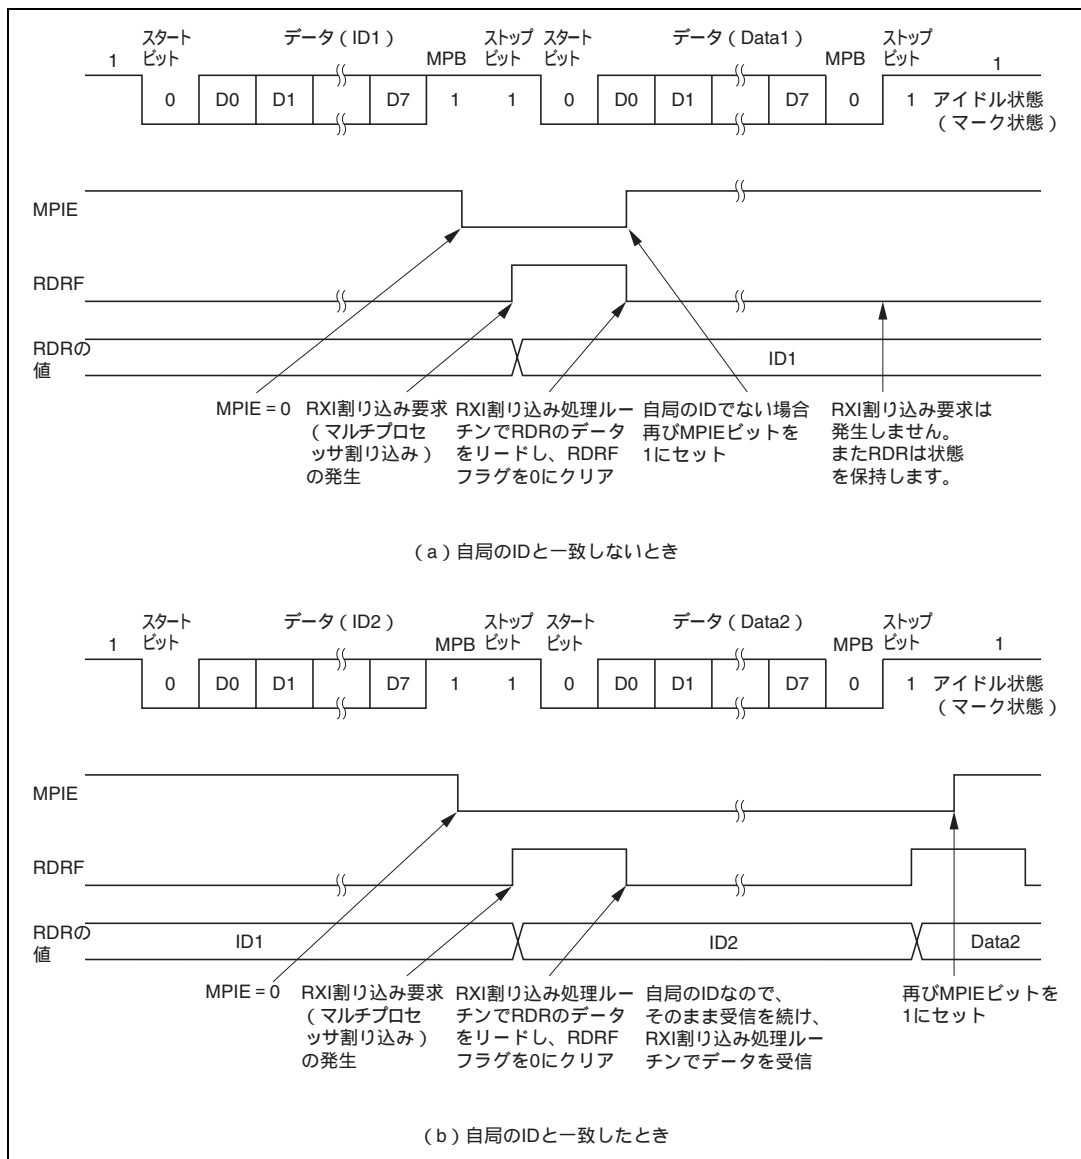 スタート
ビット
データ（ID1）
ストップ
ビット
スタート
ビット
データ（Data1）
ストップ
ビット
1
MPB
MPB
1
0
D0
D1
D7
1
1
0
D0
D1
D7
0
1
アイドル状態
（マーク状態）
MPIE
RDRF
RDRの
値
ID1
MPIE = 0
RXI割り込み要求
（マルチプロセ
ッサ割り込み）
の発生
RXI割り込み処理ルー
チンでRDRのデータ
をリードし、RDRF
フラグを0にクリア
自局のIDでない場合
再びMPIEビットを
1にセット
RXI割り込み要求は
発生しません。
またRDRは状態
を保持します。
（a）自局のIDと一致しないとき
スタート
ビット
データ（ID2）
ストップ
ビット
スタート
ビット
データ（Data2）
ストップ
ビット
1
MPB
MPB
1
0
D0
D1
D7
1
1
0
D0
D1
D7
0
1
アイドル状態
（マーク状態）
MPIE
RDRF
RDRの
値
ID1
ID2
Data2
MPIE = 0
RXI割り込み要求
（マルチプロセ
ッサ割り込み）
の発生
RXI割り込み処理ルー
チンでRDRのデータ
をリードし、RDRF
フラグを0にクリア
自局のIDなので、
そのまま受信を続け、
RXI割り込み処理ルー
チンでデータを受信
再びMPIEビットを
1にセット
（b）自局のIDと一致したとき